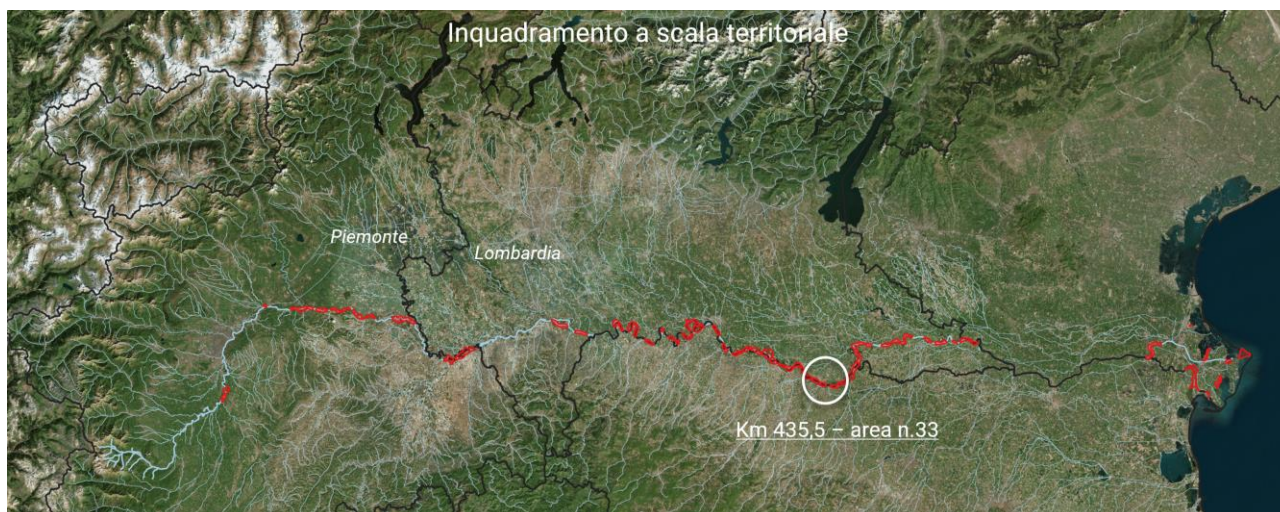 Inquadramento a scala territoriale
Piemonte
Lombardia
Km 435,5 – area n.33